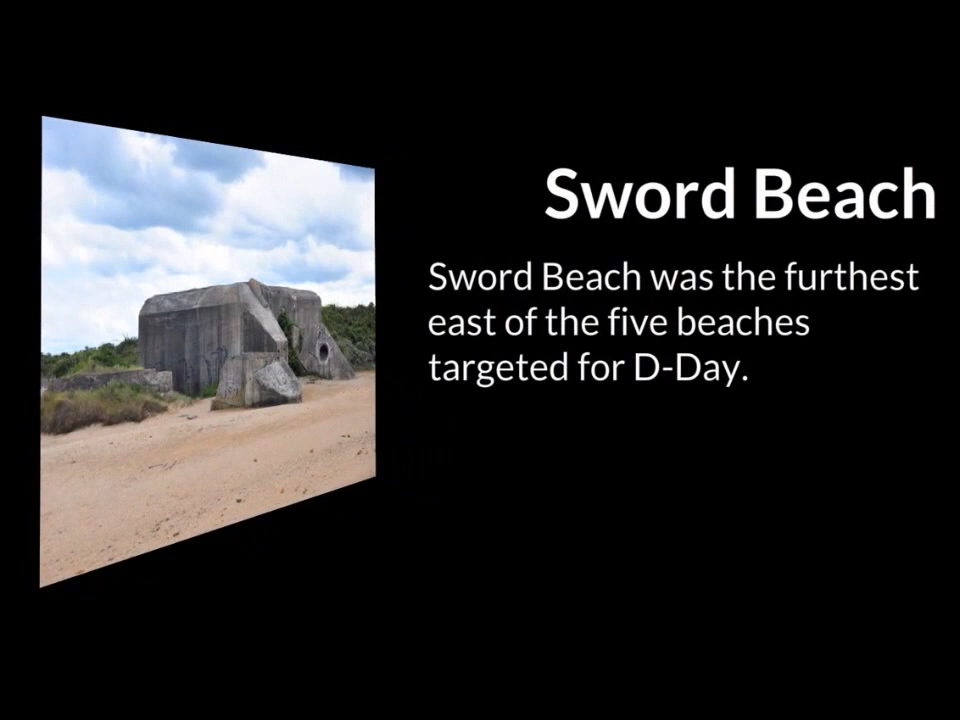 Sword Beach
Sword Beach was the furthest
east of the five beaches
targeted for D-Day.